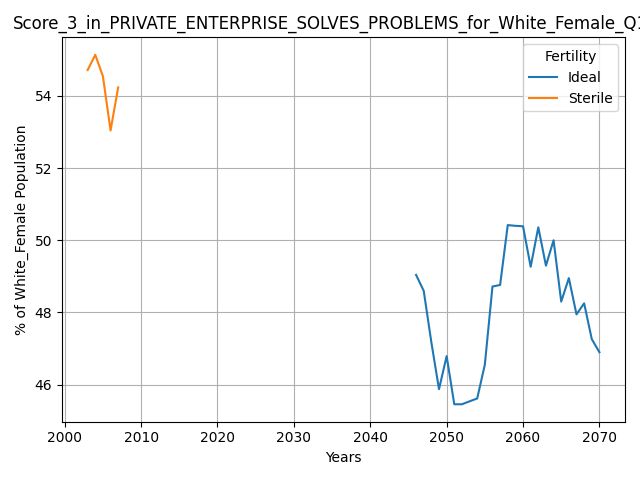 Score_3_in_PRIVATE_ENTERPRISE_SOLVES_PROBLEMS_for_White_Female_Q1
Fertility
Ideal
Sterile
% of White_Female Population
54
52
50
48
46
2000 2010 2020 2030 2040 2050 2060 2070
Years